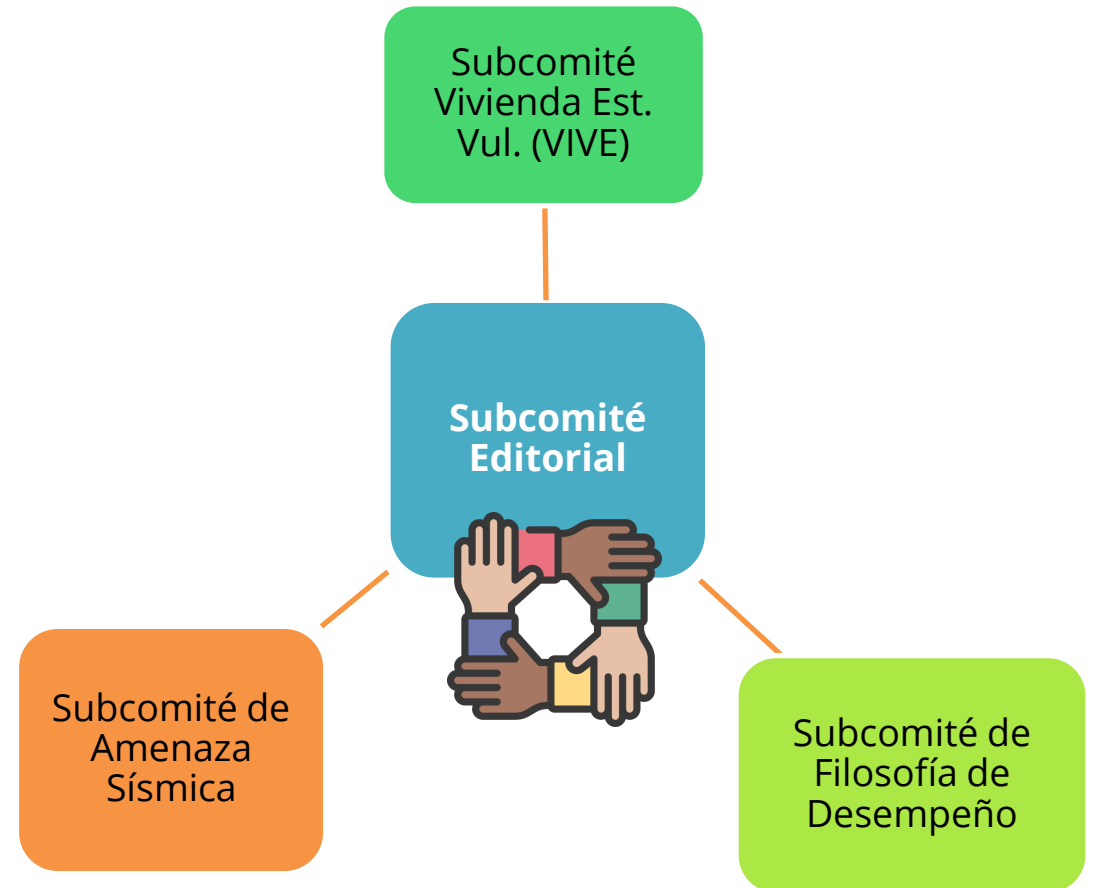 Subcomité
Vivienda Est.
Vul. (VIVE)
Subcomité
Editorial
Subcomité de
Amenaza
Sísmica
Subcomité de
Filosofía de
Desempeño